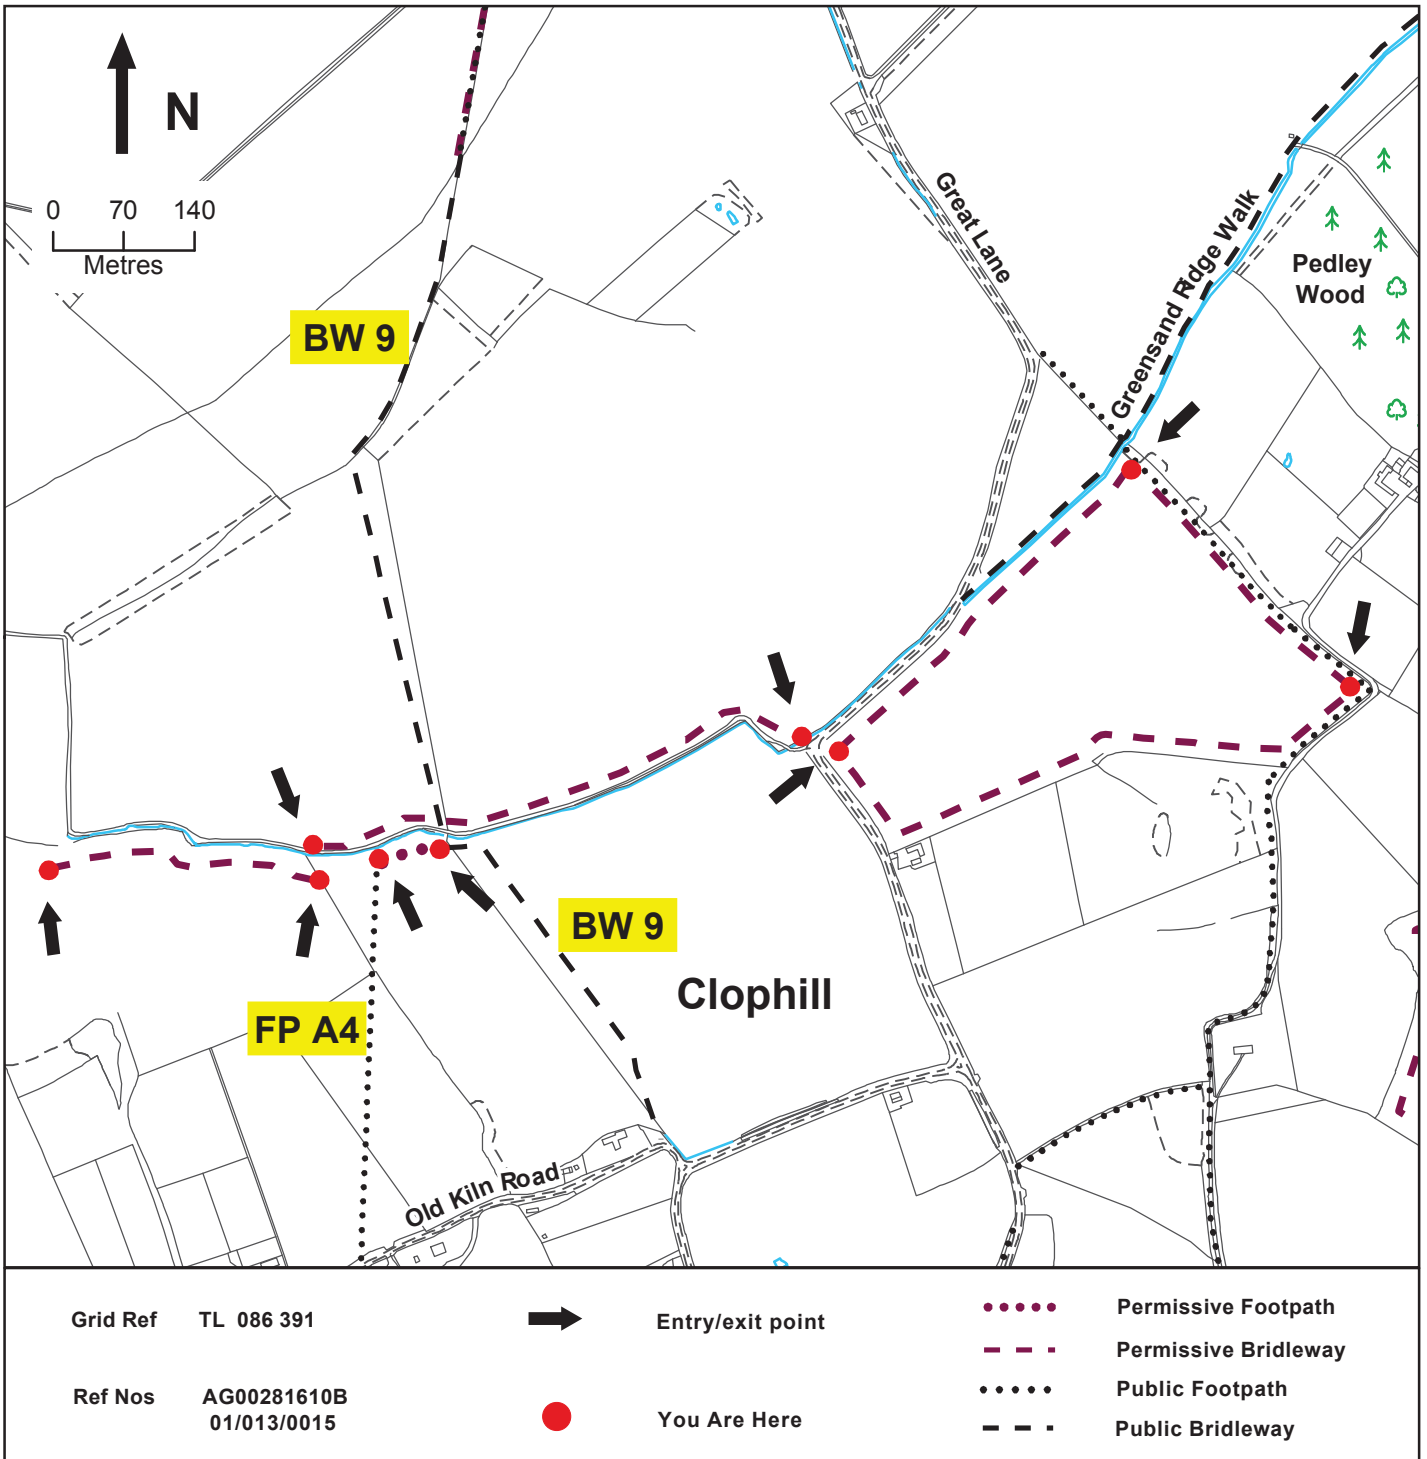 N
0 70 140
Metres
BW 9
Great Lane
Greensand Ridge Walk
Pedley
Wood
BW 9
Clophill
FP A4
Old Kiln Road
Grid Ref TL 086 391
Ref Nos AG00281610B
01/013/0015
Entry/exit point
You Are Here
Permissive Footpath
Permissive Bridleway
Public Footpath
Public Bridleway